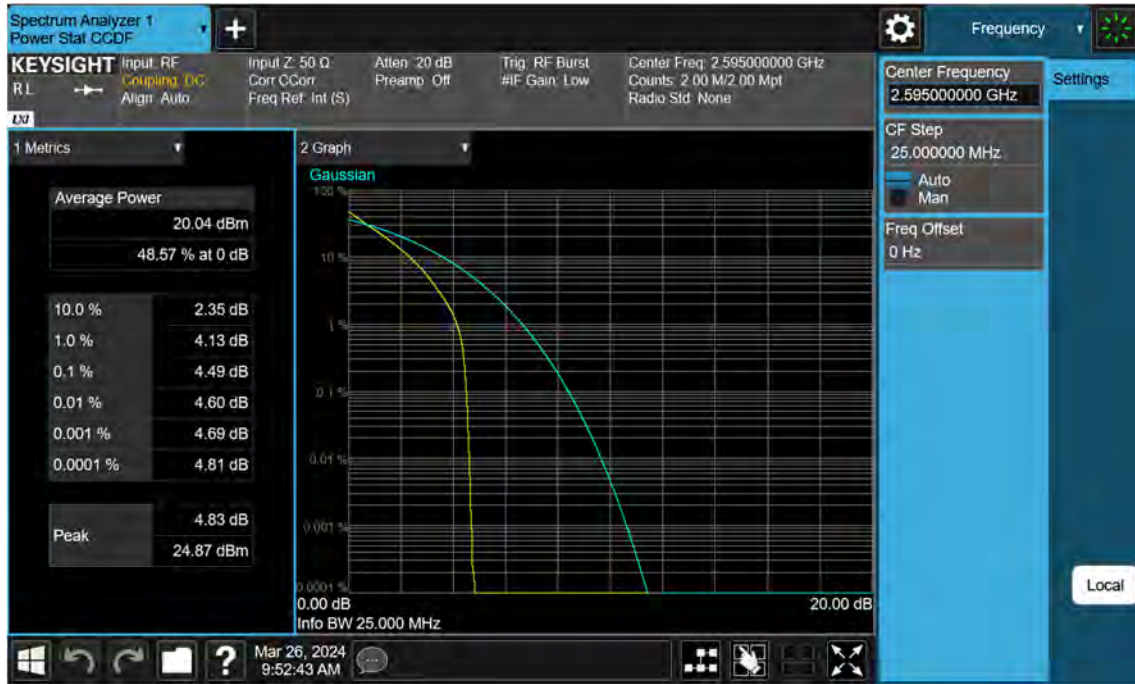 Spectrum Analyzer 1
Power Stat CCDF
Frequency
KEYSIGHT
Input: RF
Input Z: 50 Ω
Atten: 20 dB
Trig: RF Burst
Center Freq: 2.595000000 GHz
RL
Coupling: DC
Corr CCorr
Preamp: Off
#IF Gain: Low
Counts: 2.00 M/2.00 Mpt
Align: Auto
Freq Ref: Int (S)
Radio Std: None
LXI
Center Frequency
2.595000000 GHz
Settings
CF Step
25.000000 MHz
Auto
Man
Freq Offset
0 Hz
1 Metrics
Average Power
20.04 dBm
48.57 % at 0 dB
10.0 % 2.35 dB
1.0 % 4.13 dB
0.1 % 4.49 dB
0.01 % 4.60 dB
0.001 % 4.69 dB
0.0001 % 4.81 dB
Peak
4.83 dB
24.87 dBm
2 Graph
Gaussian
100 %
10 %
1 %
0.1 %
0.01 %
0.001 %
0.0001 %
0.00 dB
20.00 dB
Info BW 25.000 MHz
Local
?
Mar 26, 2024
9:52:43 AM